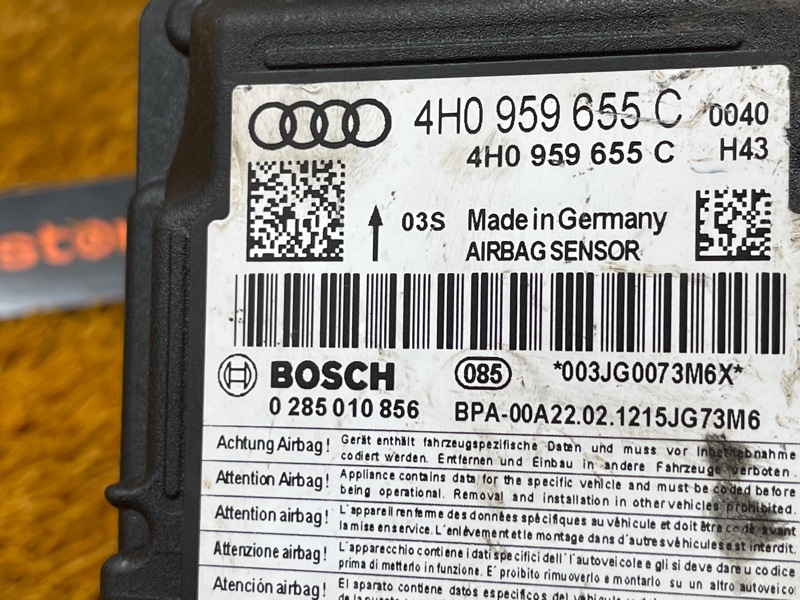 4H0 959 655 C 0040
4H0 959 655 C H43
03S Made in Germany
AIRBAG SENSOR
BOSCH 085 *003JG0073M6X*
0 285 010 856 BPA-00A22.02.1215JG73M6
Achtung Airbag! Gerät enthält fahrzeugspezifische Daten und muss vor Inbetriebnahme
codiert werden. Entfernen und Einbau in andere Fahrzeuge verboten.
Attention Airbag! Appliance contains data for the specific vehicle and must be coded before
being operational. Removal and installation in other vehicles prohibited.
Attention airbag! L'appareil renferme des données spécifiques au véhicule et doit être codé avant
la mise en service. L'enlèvement et le montage dans d'autres véhicules est interdit.
Attenzione airbag! L'apparecchio contiene i dati specifici dell'l'autoveicolo e gli si deve dare u codice
prima di metterlo in funzione. E' proibito rimuoverlo e montarlo su un altro autoveicol
Atención airbag! El aparato contiene datos específicos del vehículo